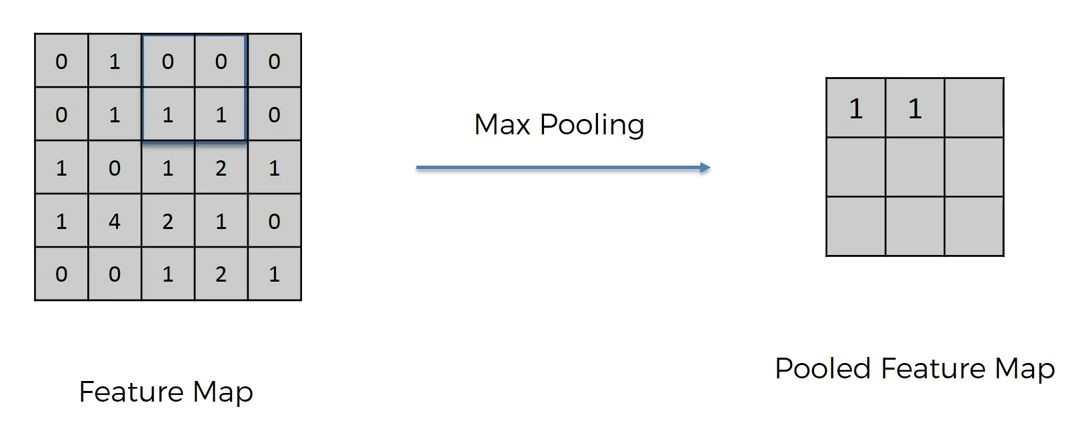 0 1 0 0 0
0 1 1 1 0
1 0 1 2 1
1 4 2 1 0
0 0 1 2 1
Feature Map
Max Pooling
1 1
Pooled Feature Map